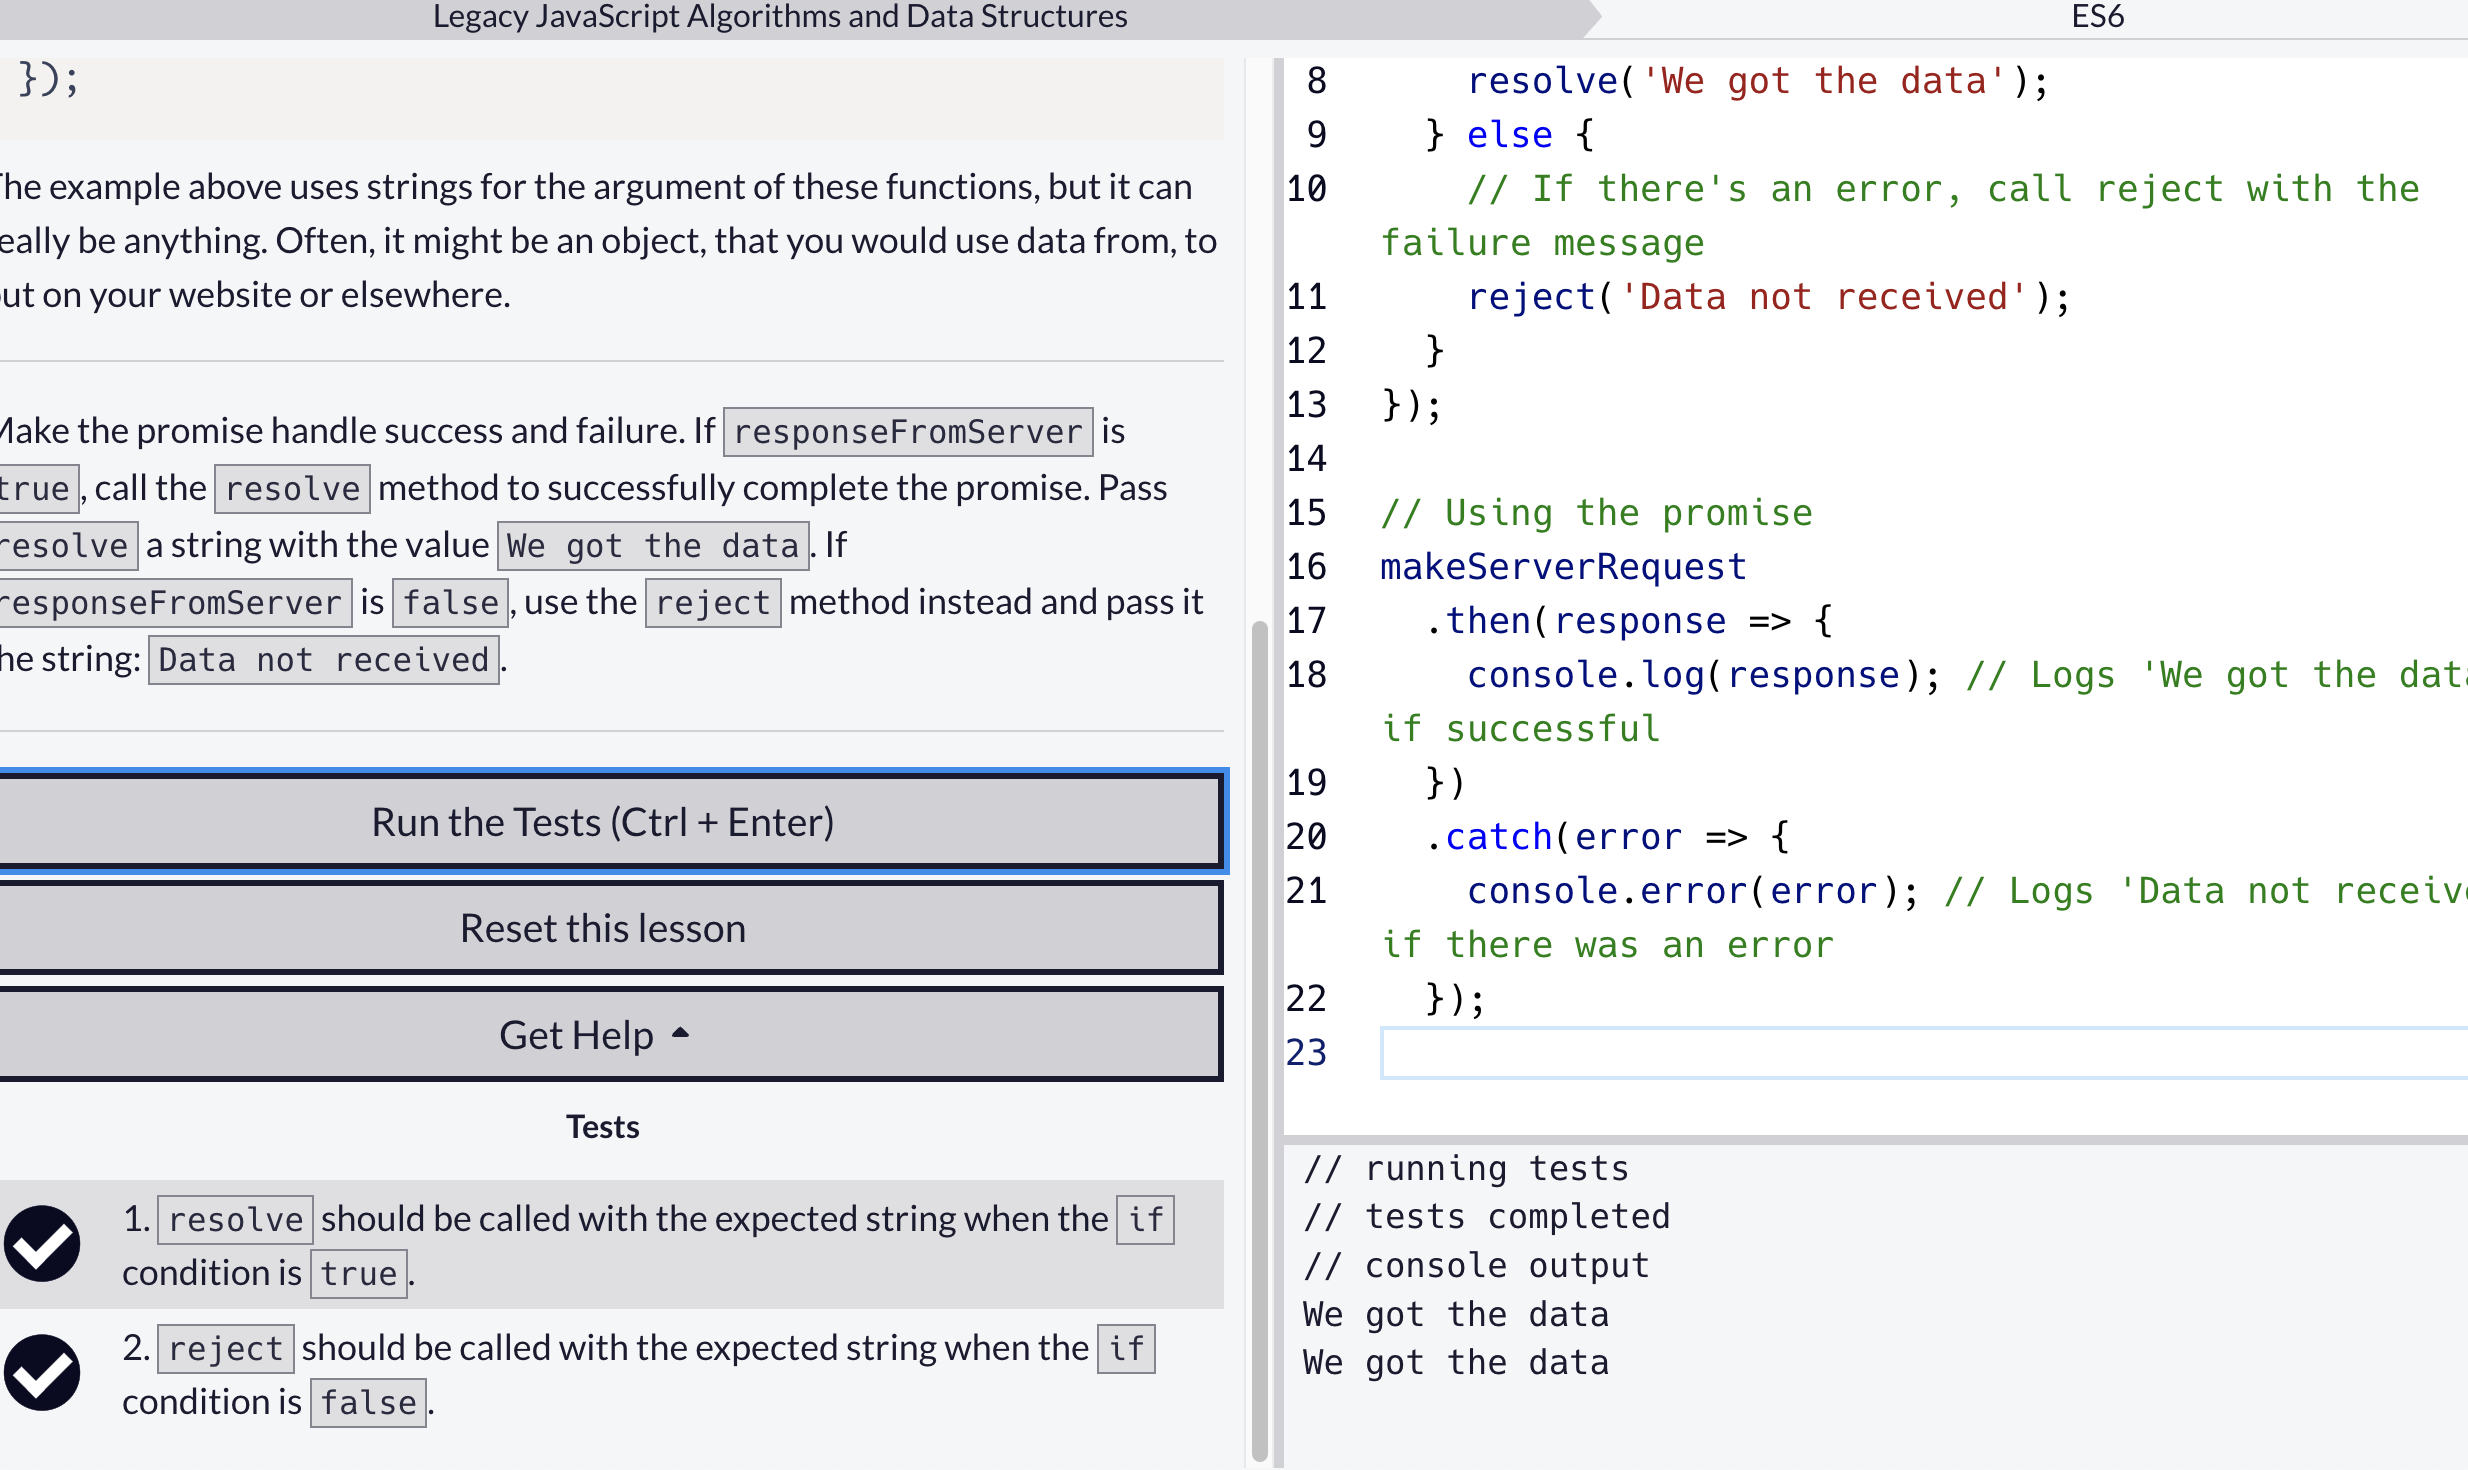 Legacy JavaScript Algorithms and Data Structures
ES6
});
The example above uses strings for the argument of these functions, but it can
really be anything. Often, it might be an object, that you would use data from, to
put on your website or elsewhere.
Make the promise handle success and failure. If responseFromServer is
true, call the resolve method to successfully complete the promise. Pass
resolve a string with the value We got the data. If
responseFromServer is false, use the reject method instead and pass it
the string: Data not received.
Run the Tests (Ctrl + Enter)
Reset this lesson
Get Help
Tests
1. resolve should be called with the expected string when the if
condition is true.
2. reject should be called with the expected string when the if
condition is false.
8 resolve('We got the data');
9 } else {
10 // If there's an error, call reject with the
failure message
11 reject('Data not received');
12 }
13 });
14
15 // Using the promise
16 makeServerRequest
17 .then(response => {
18 console.log(response); // Logs 'We got the data
if successful
19 })
20 .catch(error => {
21 console.error(error); // Logs 'Data not receive
if there was an error
22 });
23
// running tests
// tests completed
// console output
We got the data
We got the data